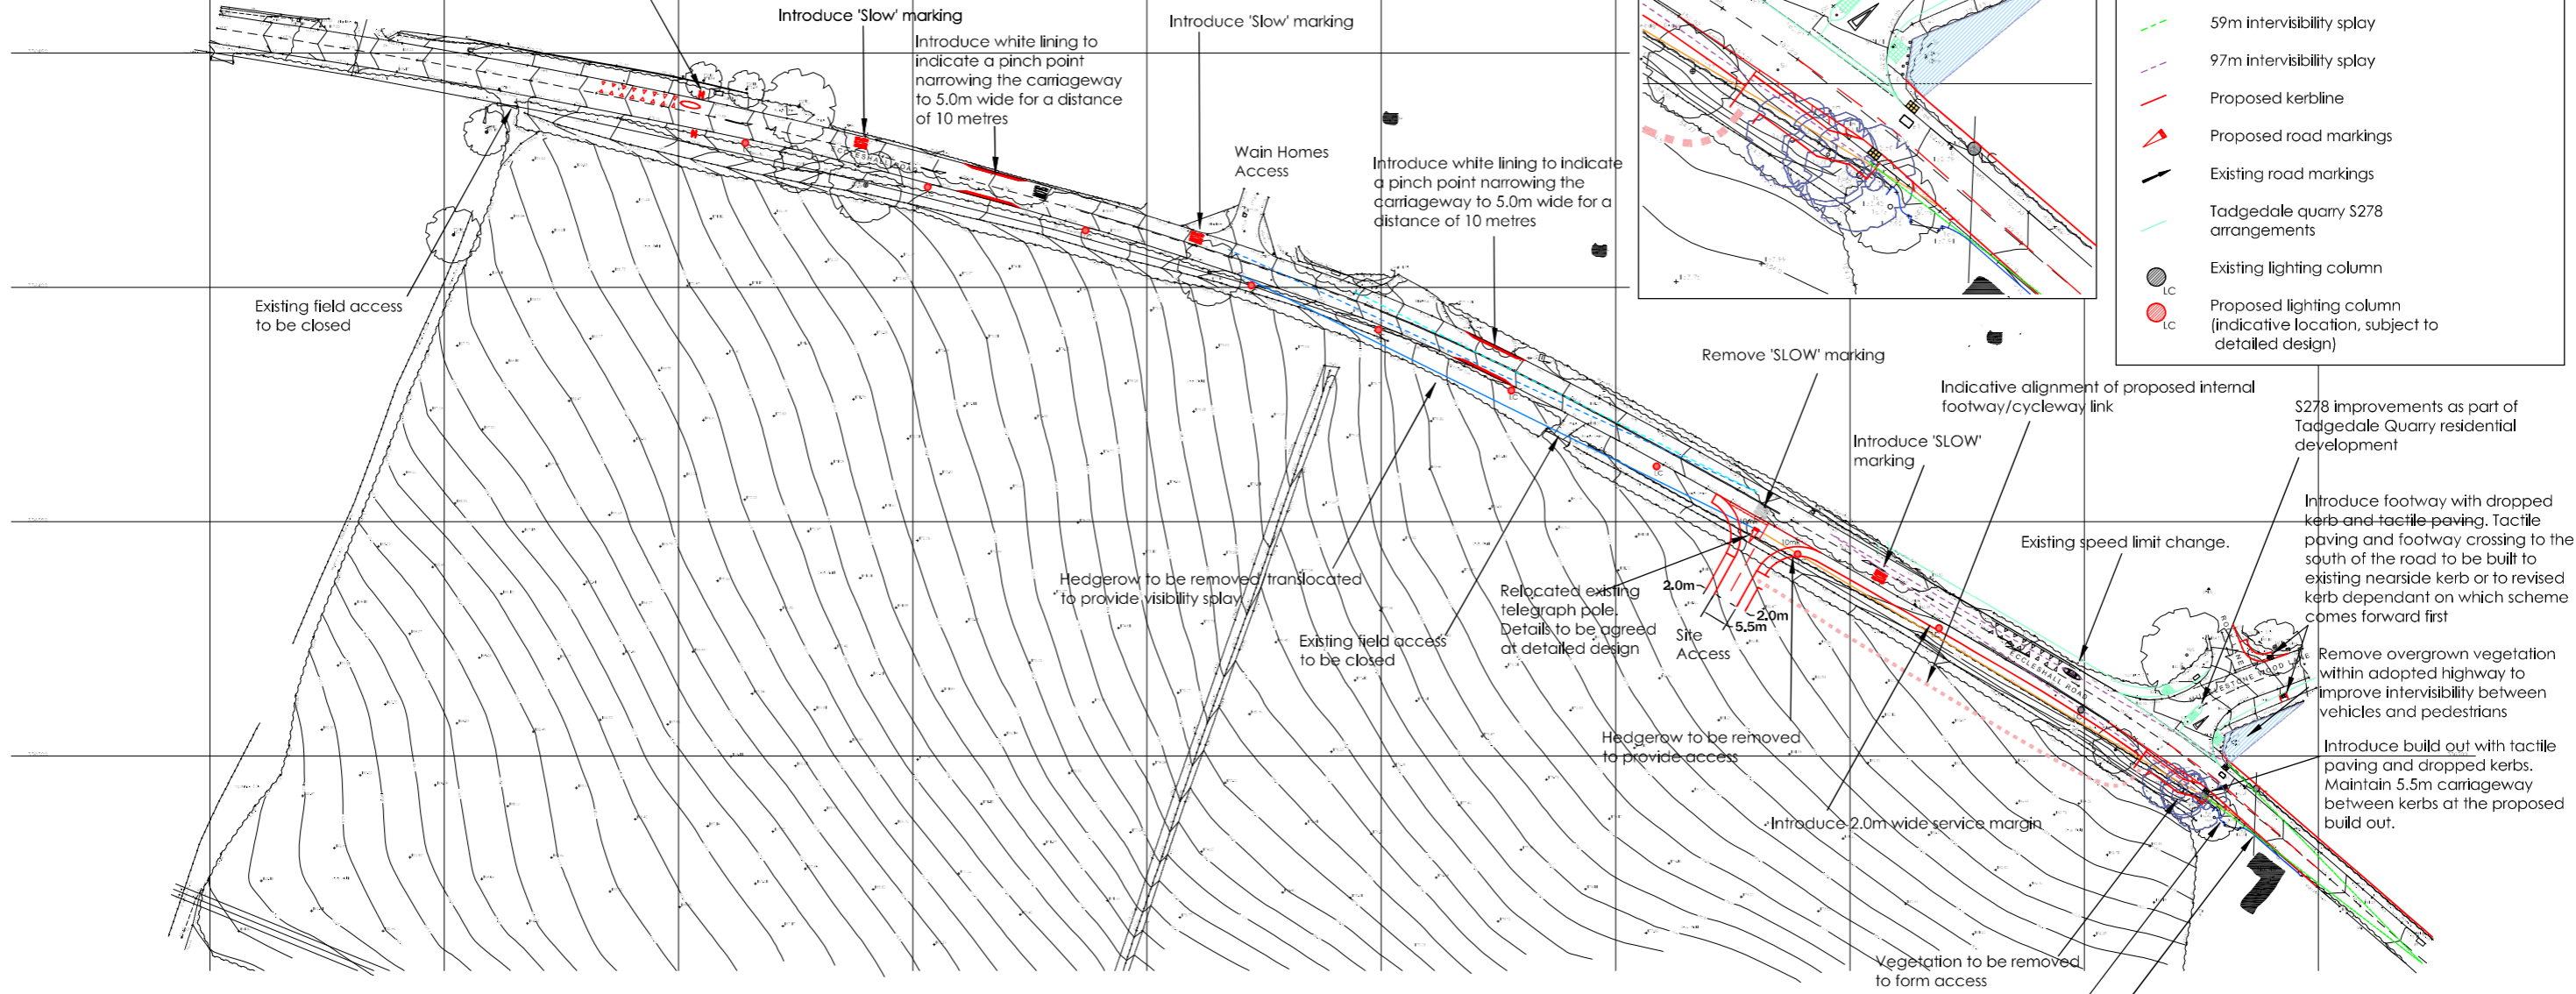 Introduce 'Slow' marking
Introduce white lining to
indicate a pinch point
narrowing the carriageway
to 5.0m wide for a distance
of 10 metres
Introduce 'Slow' marking
Wain Homes
Access
Introduce white lining to indicate
a pinch point narrowing the
carriageway to 5.0m wide for a
distance of 10 metres
59m intervisibility splay
97m intervisibility splay
Proposed kerbline
Proposed road markings
Existing road markings
Tadgedale quarry S278
arrangements
Existing lighting column
LC
Proposed lighting column
(indicative location, subject to
detailed design)
LC
ECCLESHALL ROAD
Existing field access
to be closed
Remove 'SLOW' marking
Indicative alignment of proposed internal
footway/cycleway link
Introduce 'SLOW'
marking
S278 improvements as part of
Tadgedale Quarry residential
development
Introduce footway with dropped
kerb and tactile paving. Tactile
paving and footway crossing to the
south of the road to be built to
existing nearside kerb or to revised
kerb dependant on which scheme
comes forward first
Existing speed limit change.
Hedgerow to be removed/translocated
to provide visibility splay
Existing field access
to be closed
Relocated existing
telegraph pole.
Details to be agreed
at detailed design
2.0m
5.5m
2.0m
Site
Access
ECCLESHALL ROAD
Remove overgrown vegetation
within adopted highway to
improve intervisibility between
vehicles and pedestrians
Hedgerow to be removed
to provide access
Introduce build out with tactile
paving and dropped kerbs.
Maintain 5.5m carriageway
between kerbs at the proposed
build out.
Introduce 2.0m wide service margin
Vegetation to be removed
to form access